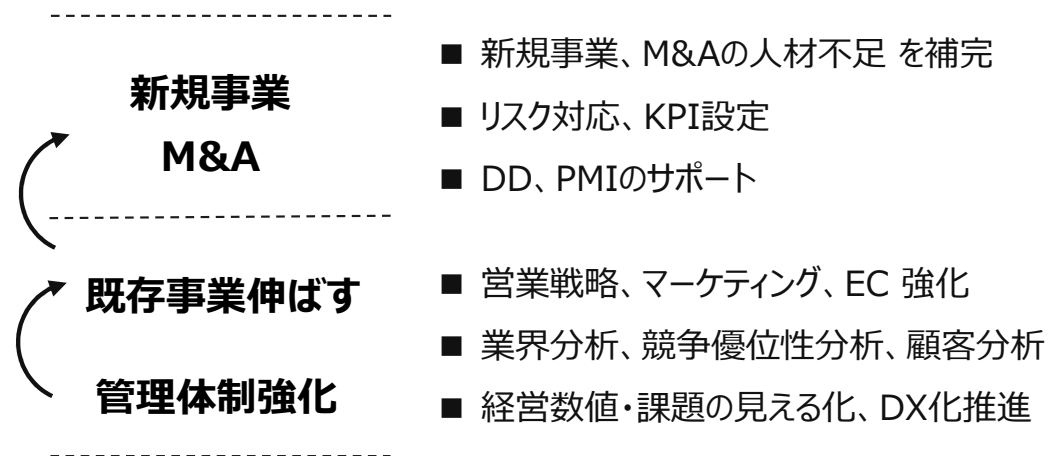 新規事業
M&A
■ 新規事業、M&Aの人材不足 を補完
■ リスク対応、KPI設定
■ DD、PMIのサポート
既存事業伸ばす
管理体制強化
■ 営業戦略、マーケティング、EC 強化
■ 業界分析、競争優位性分析、顧客分析
■ 経営数値・課題の見える化、DX化推進